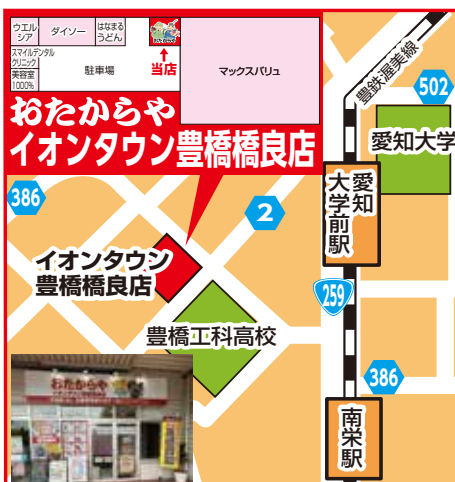 ウエル
シア
ダイソー
はなまる
うどん
スマイルデンタル
クリニック
美容室
1000%
駐車場
当店
マックスバリュ
おたからや
イオンタウン豊橋橋良店
豊鉄渥美線
502
愛知大学
愛知
大学前駅
386
2
イオンタウン
豊橋橋良店
259
豊橋工科高校
386
南栄駅
おたからや